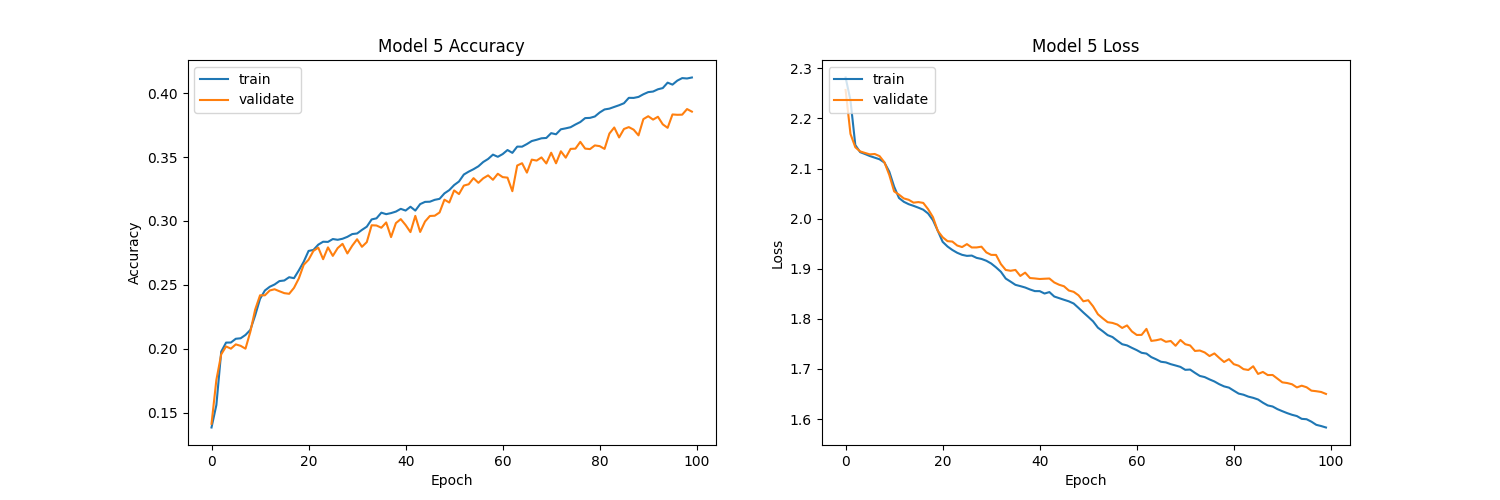 Model 5 Accuracy
train
validate
0.40
0.35
0.30
0.25
0.20
0.15
Accuracy
0 20 40 60 80 100
Epoch
Model 5 Loss
train
validate
2.3
2.2
2.1
2.0
1.9
1.8
1.7
1.6
Loss
0 20 40 60 80 100
Epoch